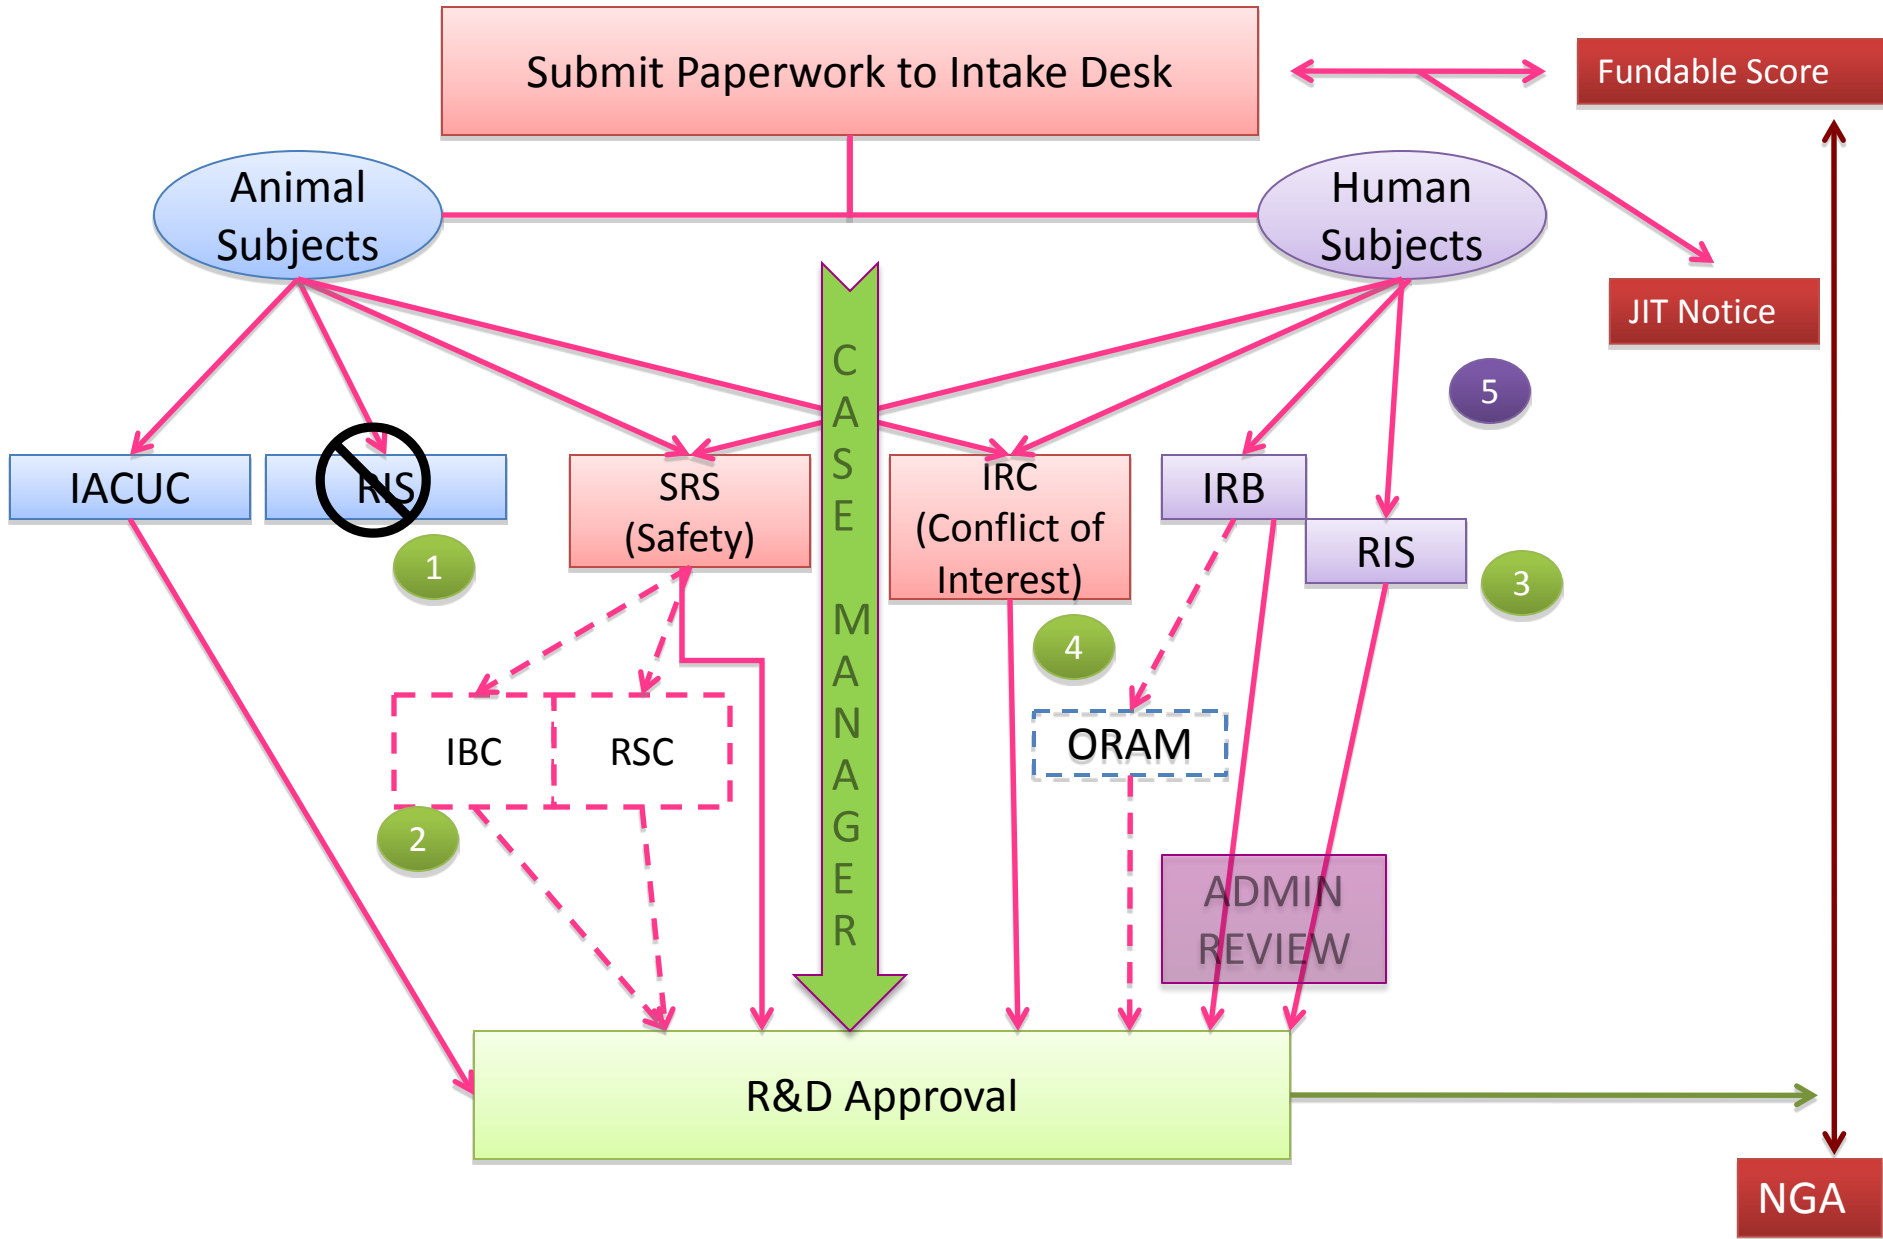 Submit Paperwork to Intake Desk
Fundable Score
Animal
Subjects
Human
Subjects
JIT Notice
C
A
S
E
M
A
N
A
G
E
R
5
IACUC
RIS
SRS
(Safety)
IRC
(Conflict of
Interest)
IRB
RIS
1
3
4
IBC
RSC
ORAM
2
ADMIN
REVIEW
R&D Approval
NGA